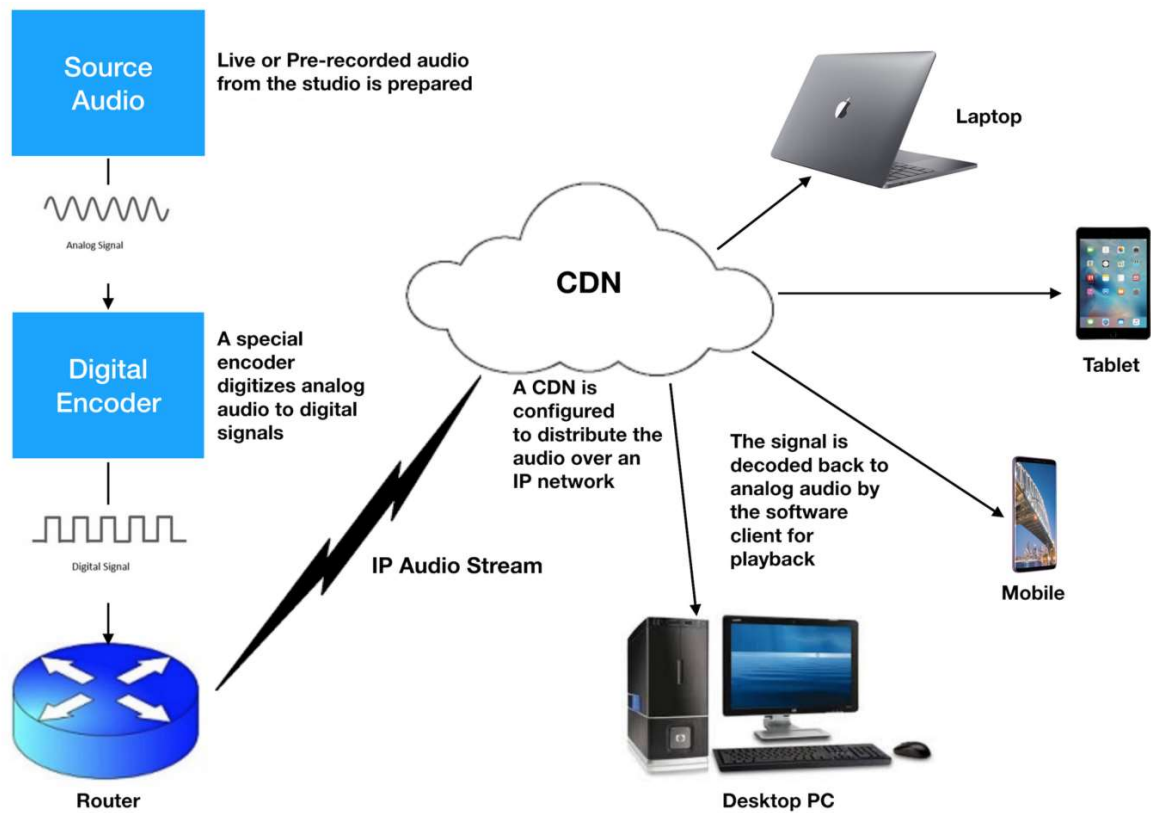 Source
Audio
Live or Pre-recorded audio
from the studio is prepared
Analog Signal
Digital
Encoder
A special
encoder
digitizes analog
audio to digital
signals
Digital Signal
Router
IP Audio Stream
CDN
A CDN is
configured
to distribute the
audio over an
IP network
The signal is
decoded back to
analog audio by
the software
client for
playback
Laptop
Tablet
Mobile
Desktop PC